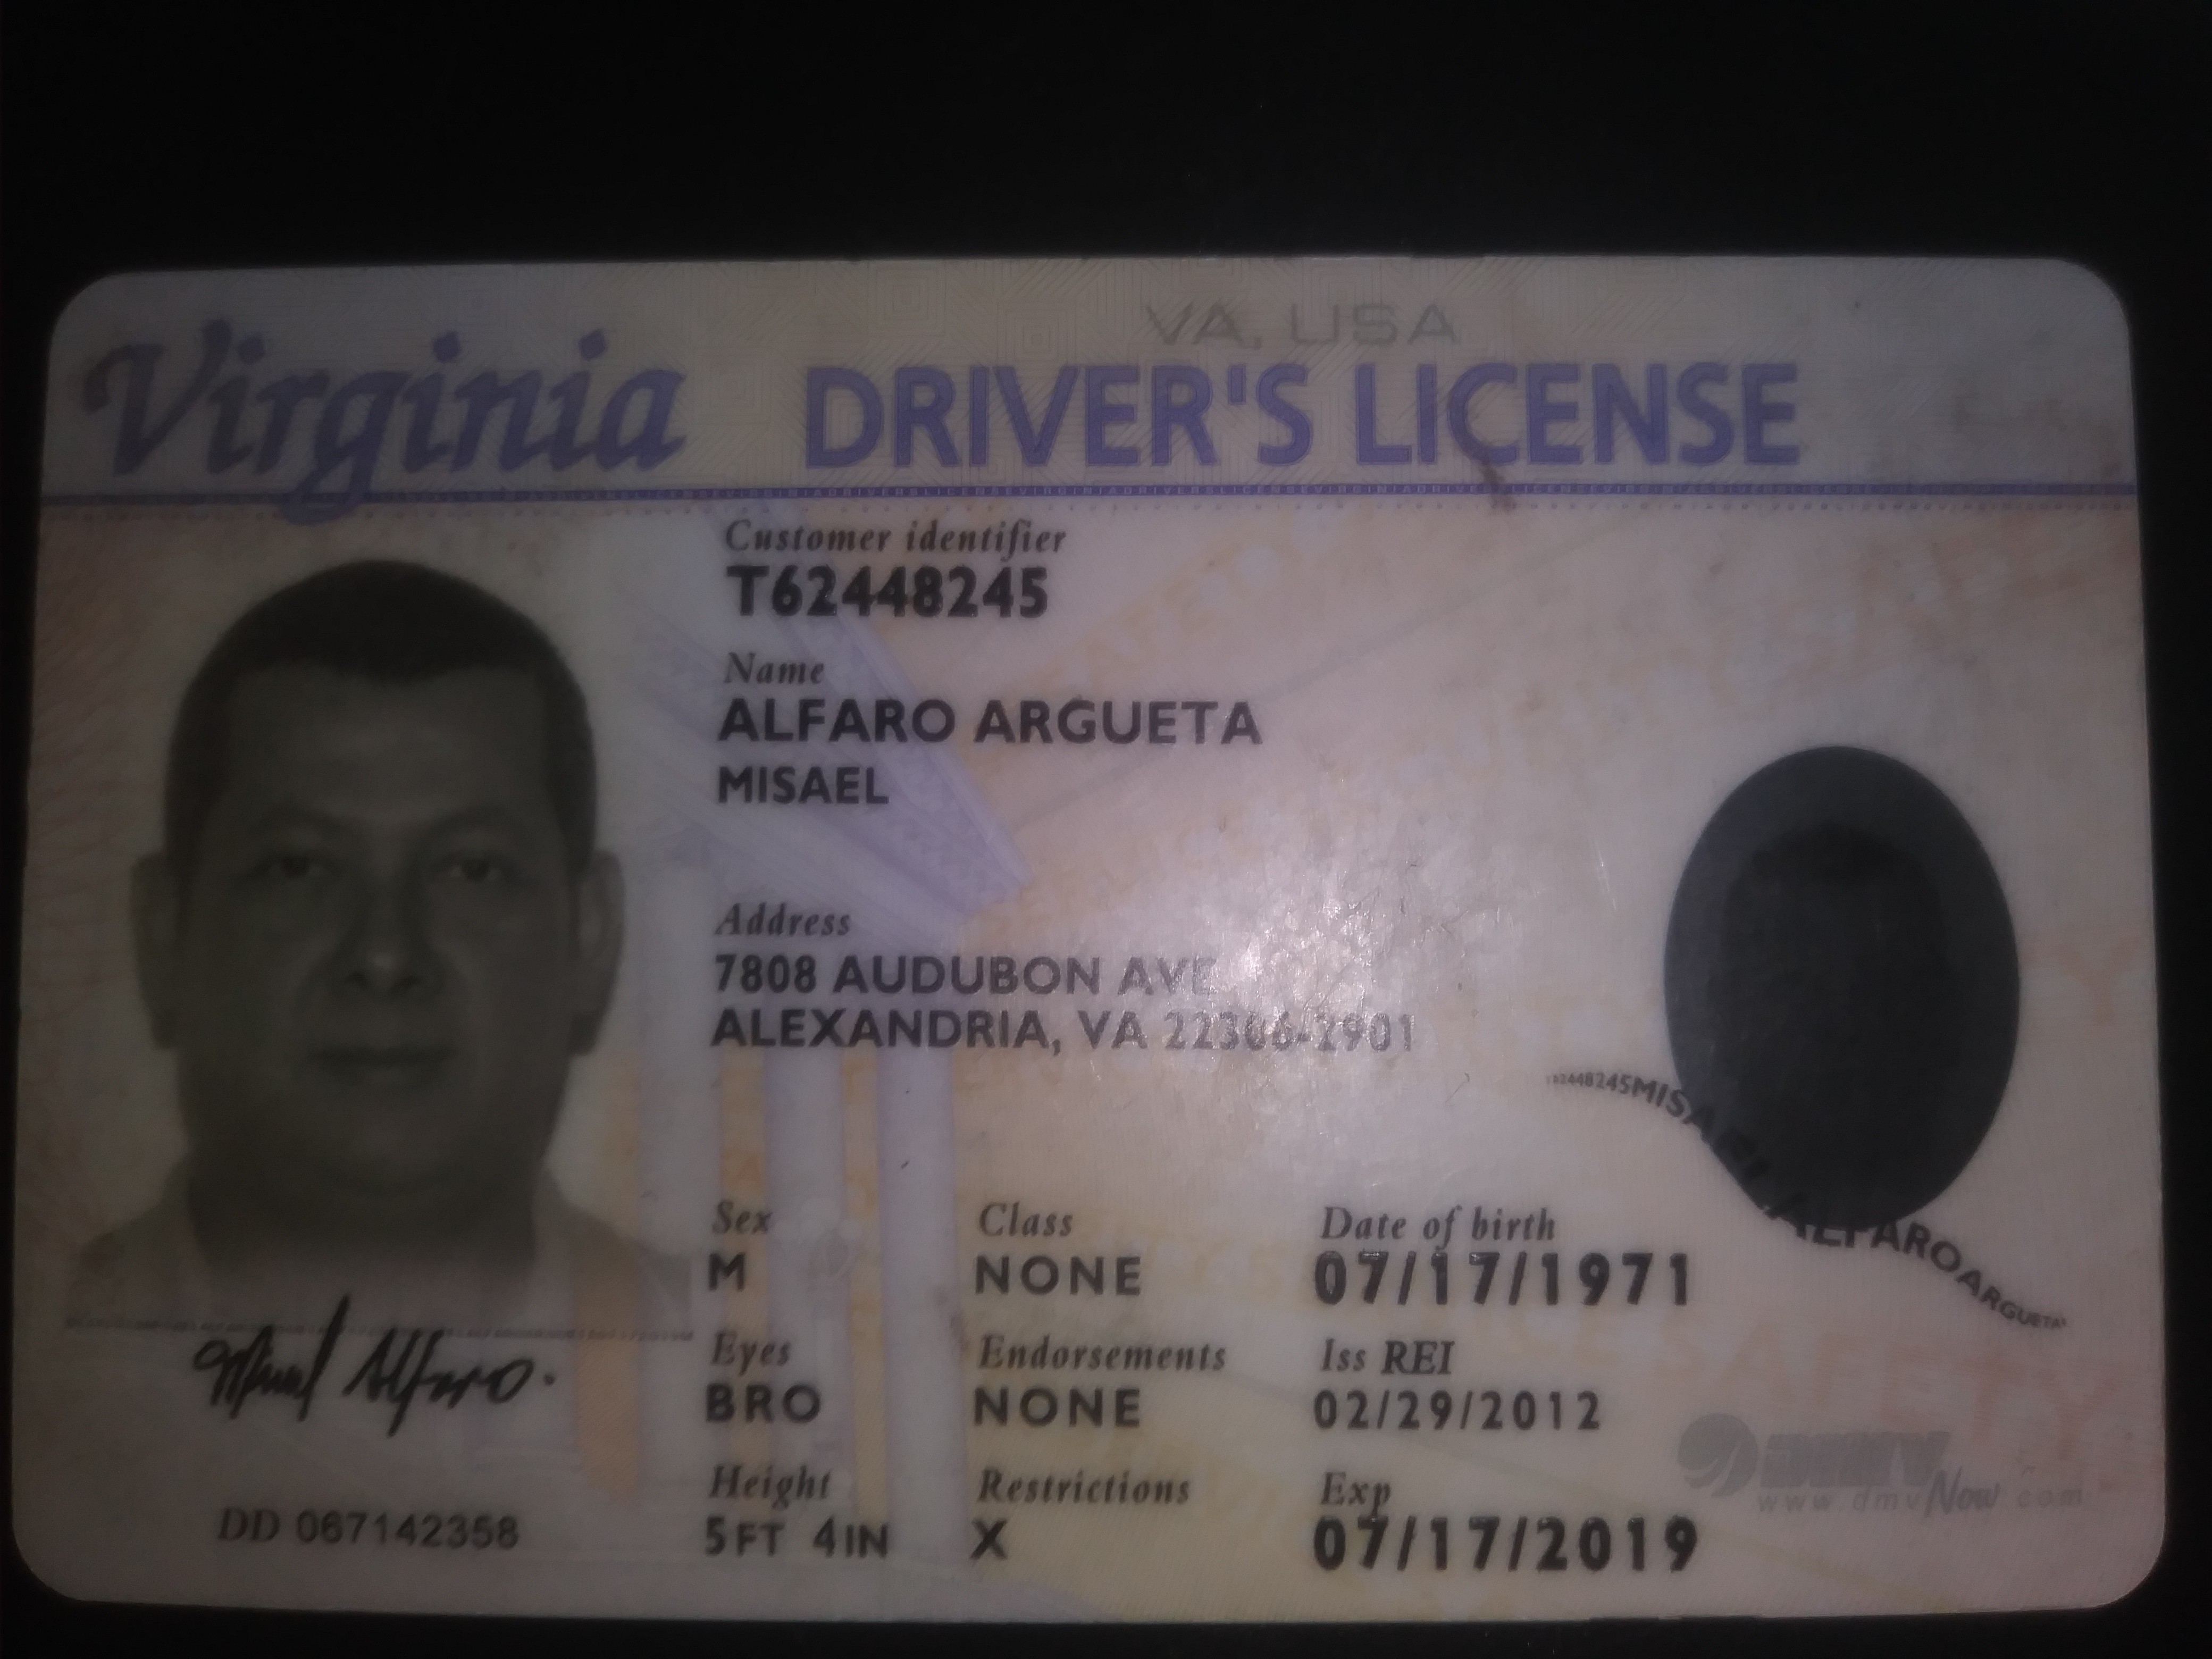 VA, USA
Virginia DRIVER'S LICENSE
Customer identifier
T62448245
Name
ALFARO ARGUETA
MISAEL
Address
7808 AUDUBON AVE
ALEXANDRIA, VA 22306-2901
Sex Class Date of birth
M NONE 07/17/1971
Eyes Endorsements Iss REI
BRO NONE 02/29/2012
Height Restrictions Exp
5FT 4IN X 07/17/2019
Misael Alfaro.
DD 067142358
MISAEL ALFARO ARGUETA
DMV Now
www.dmvNow.com